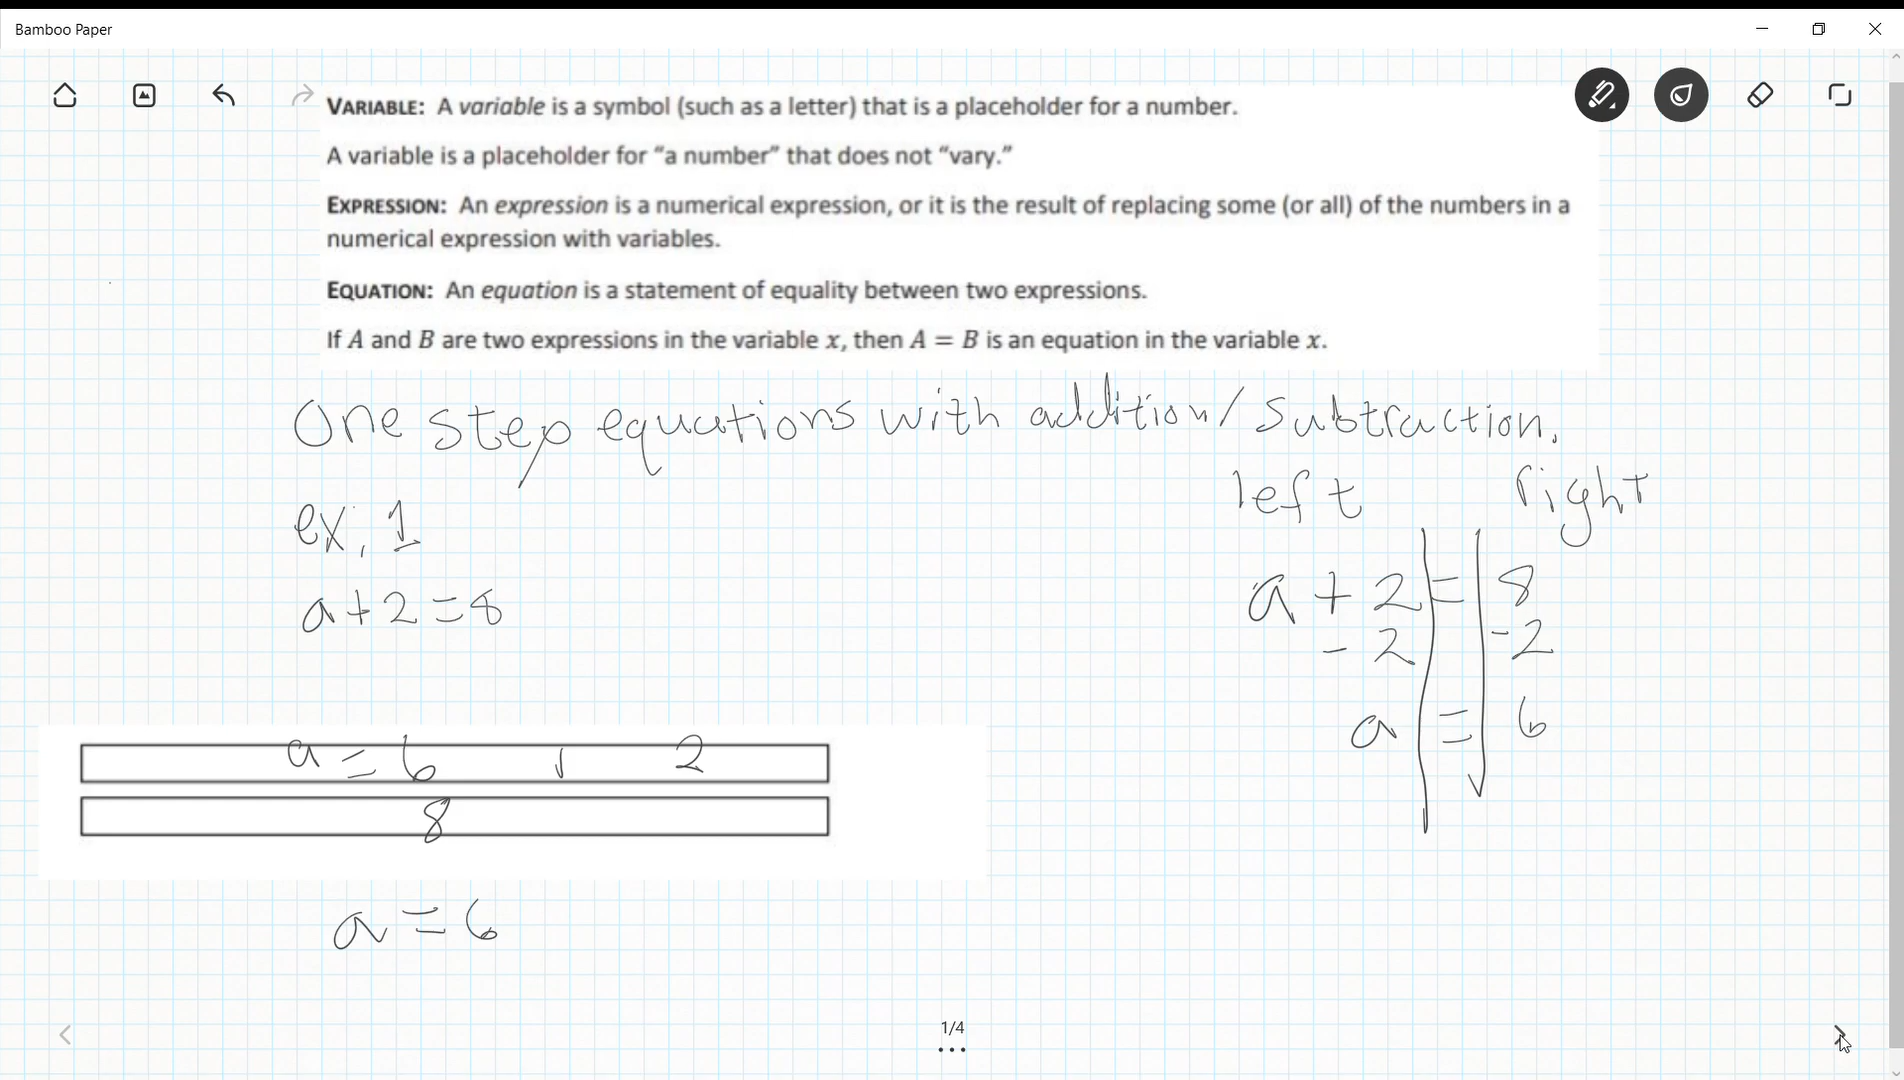 Bamboo Paper
VARIABLE: A variable is a symbol (such as a letter) that is a placeholder for a number.
A variable is a placeholder for “a number” that does not “vary.”
EXPRESSION: An expression is a numerical expression, or it is the result of replacing some (or all) of the numbers in a
numerical expression with variables.
EQUATION: An equation is a statement of equality between two expressions.
If A and B are two expressions in the variable x, then A = B is an equation in the variable x.
One step equations with addition/subtraction.
ex. 1
a+2=8
a=6 2
8
a=6
left right
a+2=8
-2 -2
a=6
1/4